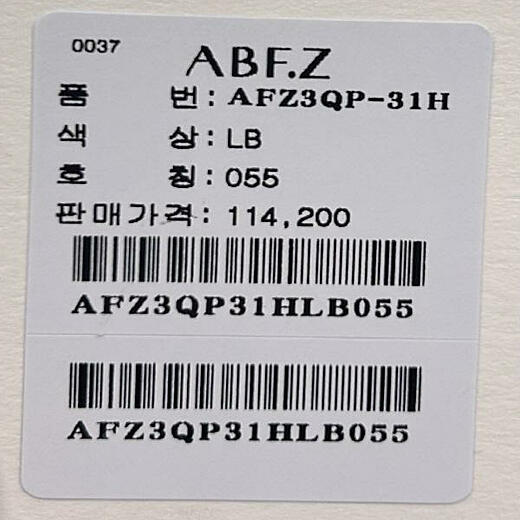 0037
ABF.Z
품 번 : AFZ3QP-31H
색 상 : LB
호 칭 : 055
판매가격 : 114,200
AFZ3QP31HLB055
AFZ3QP31HLB055